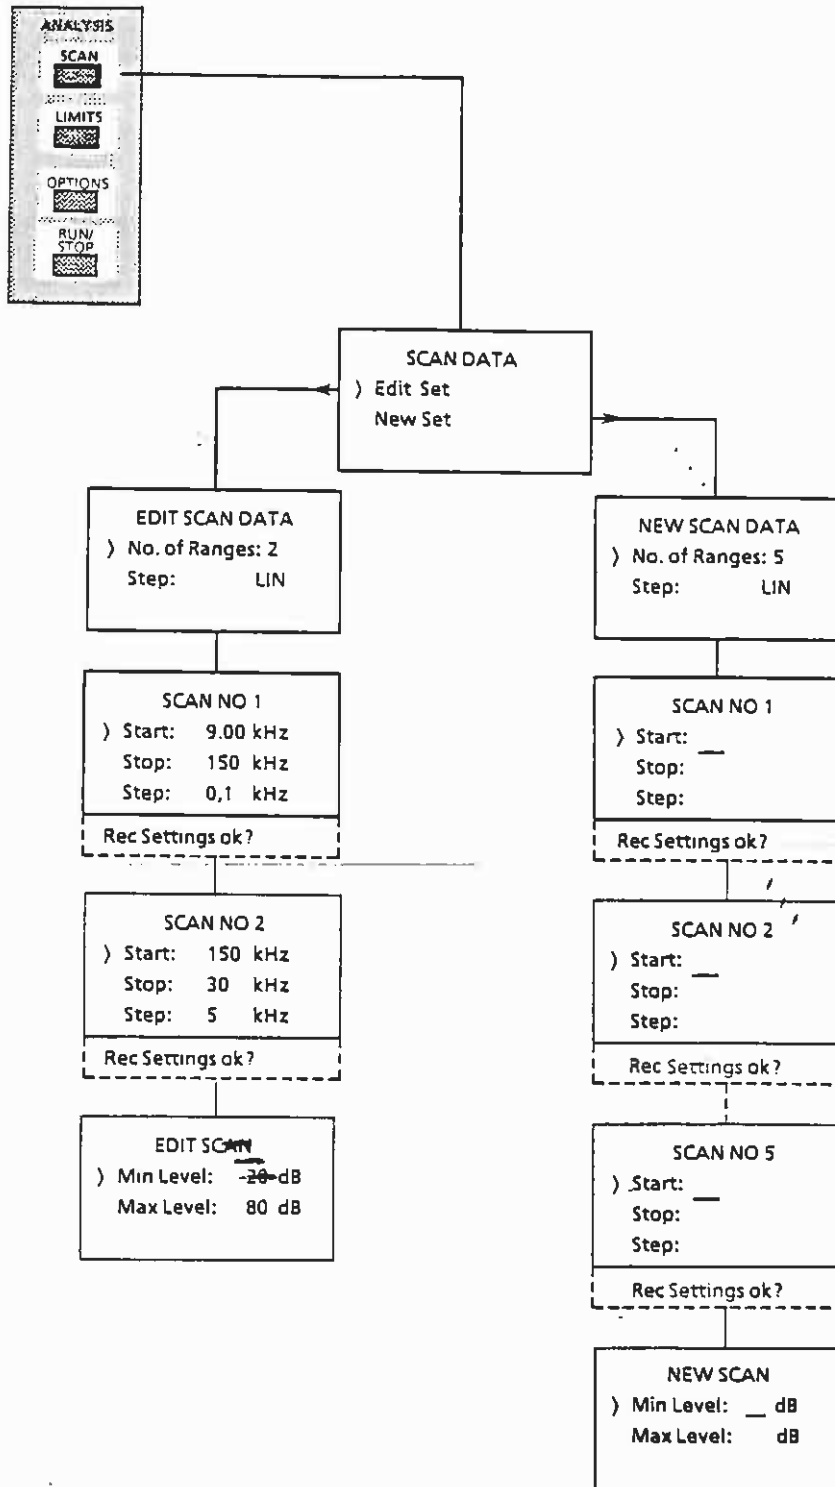 ANALYSIS
SCAN
LIMITS
OPTIONS
RUN/
STOP
SCAN DATA
⟩ Edit Set
New Set
EDIT SCAN DATA
⟩ No. of Ranges: 2
Step: LIN
SCAN NO 1
⟩ Start: 9.00 kHz
Stop: 150 kHz
Step: 0,1 kHz
Rec Settings ok?
SCAN NO 2
⟩ Start: 150 kHz
Stop: 30 kHz
Step: 5 kHz
Rec Settings ok?
EDIT SCAN
⟩ Min Level: -20 dB
Max Level: 80 dB
NEW SCAN DATA
⟩ No. of Ranges: 5
Step: LIN
SCAN NO 1
⟩ Start: __
Stop:
Step:
Rec Settings ok?
SCAN NO 2
⟩ Start: __
Stop:
Step:
Rec Settings ok?
SCAN NO 5
⟩ Start: __
Stop:
Step:
Rec Settings ok?
NEW SCAN
⟩ Min Level: __ dB
Max Level: dB